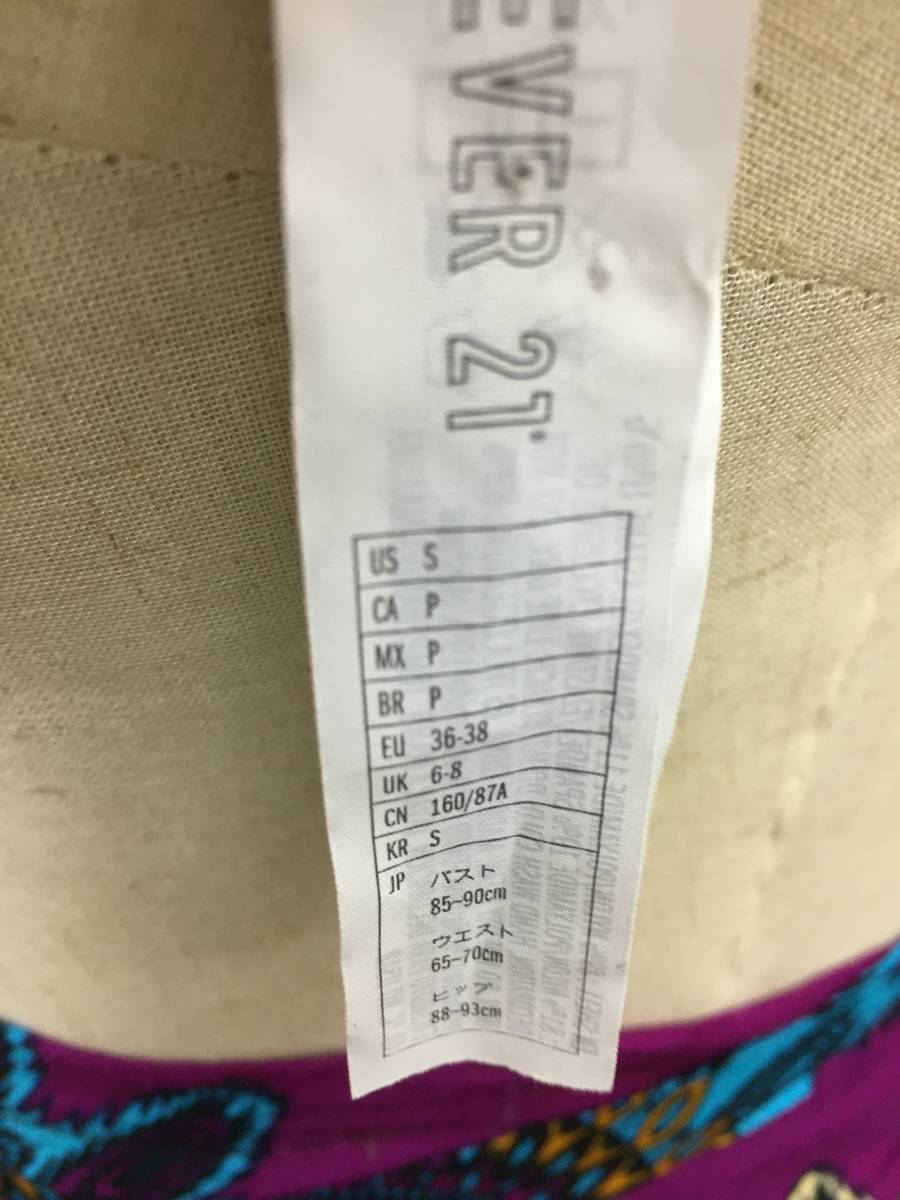 EVER 21
US S
CA P
MX P
BR P
EU 36-38
UK 6-8
CN 160/87A
KR S
JP バスト
85-90cm
ウエスト
65-70cm
ヒップ
88-93cm